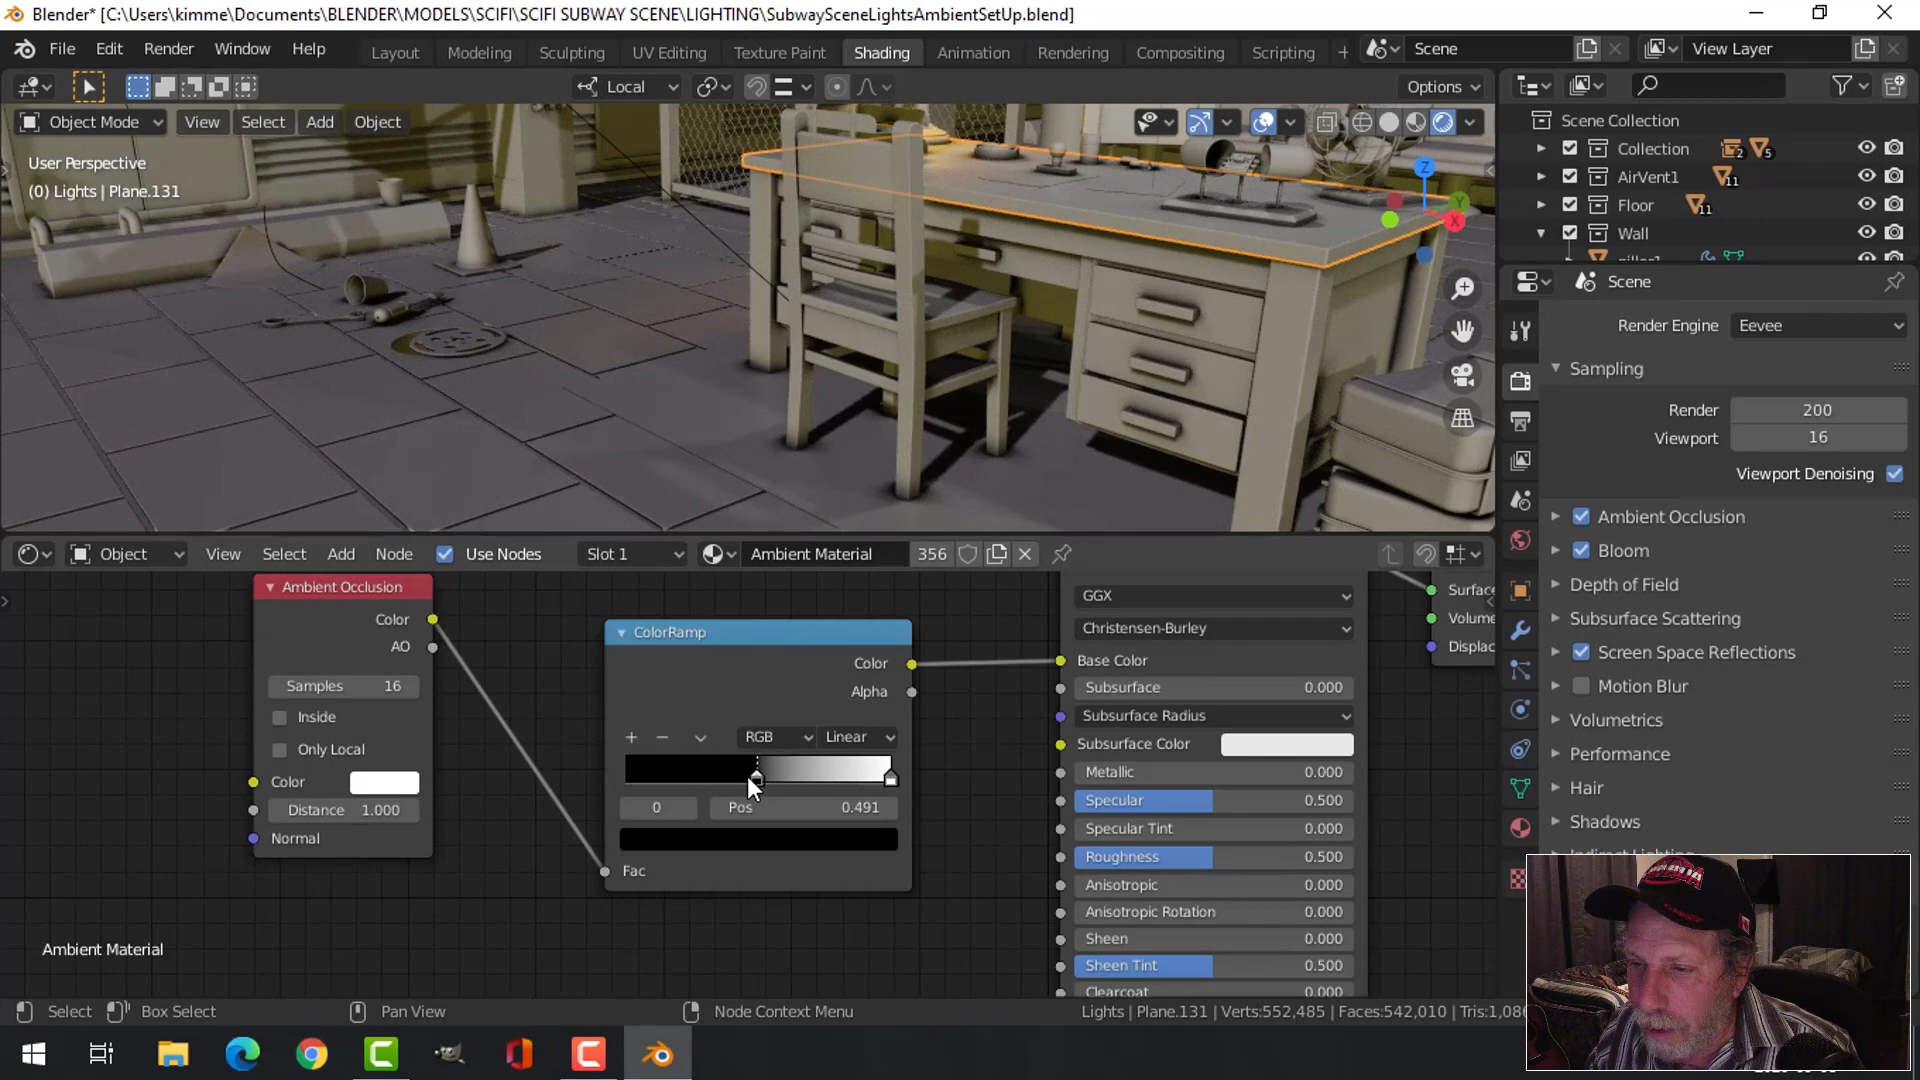 Blender* [C:\Users\kimme\Documents\BLENDER\MODELS\SCIFI\SCIFI SUBWAY SCENE\LIGHTING\SubwaySceneLightsAmbientSetUp.blend]
File Edit Render Window Help Layout Modeling Sculpting UV Editing Texture Paint Shading Animation Rendering Compositing Scripting + Scene View Layer
Local Options
Object Mode View Select Add Object
User Perspective
(0) Lights | Plane.131
Z
Y
X
Scene Collection
Collection 2 5
AirVent1 11
Floor 11
Wall
Scene
Render Engine Eevee
Sampling
Render 200
Viewport 16
Viewport Denoising
Ambient Occlusion
Bloom
Depth of Field
Subsurface Scattering
Screen Space Reflections
Motion Blur
Volumetrics
Performance
Hair
Shadows
Object View Select Add Node Use Nodes Slot 1 Ambient Material 356
Ambient Occlusion
Color
AO
Samples 16
Inside
Only Local
Color
Distance 1.000
Normal
ColorRamp
Color
Alpha
RGB Linear
0 Pos 0.491
Fac
GGX
Christensen-Burley
Base Color
Subsurface 0.000
Subsurface Radius
Subsurface Color
Metallic 0.000
Specular 0.500
Specular Tint 0.000
Roughness 0.500
Anisotropic 0.000
Anisotropic Rotation 0.000
Sheen 0.000
Sheen Tint 0.500
Clearcoat 0.000
Surface
Volume
Displac
Ambient Material
Select Box Select Pan View Node Context Menu Lights | Plane.131 | Verts:552,485 | Faces:542,010 | Tris:1,086